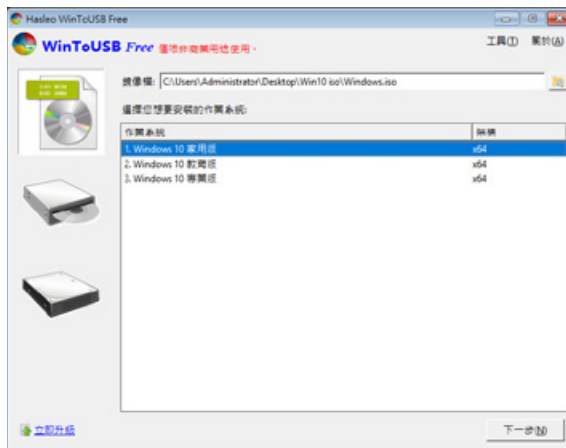 Hasleo WinToUSB Free
WinToUSB Free 僅限非商業用途使用。
工具(T) 關於(A)
鏡像檔: C:\Users\Administrator\Desktop\Win10 iso\Windows.iso
選擇您想要安裝的作業系統:
作業系統 架構
1. Windows 10 家用版 x64
2. Windows 10 教育版 x64
3. Windows 10 專業版 x64
立即升級
下一步(N)